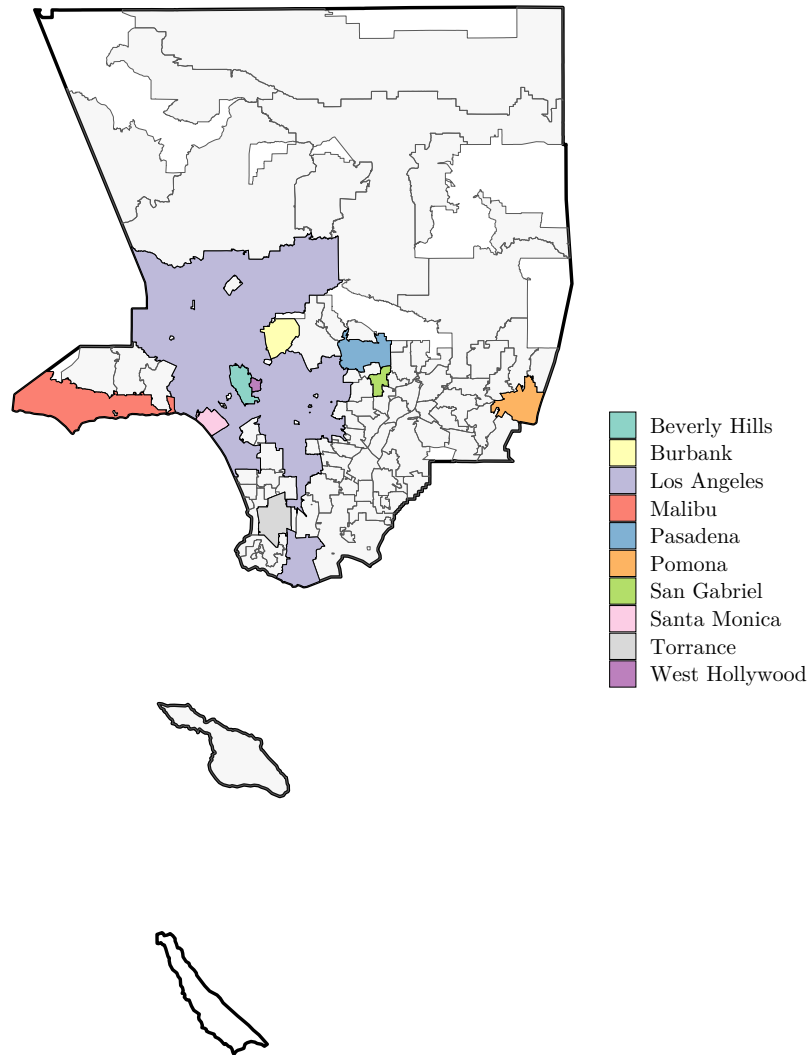 Beverly Hills
Burbank
Los Angeles
Malibu
Pasadena
Pomona
San Gabriel
Santa Monica
Torrance
West Hollywood